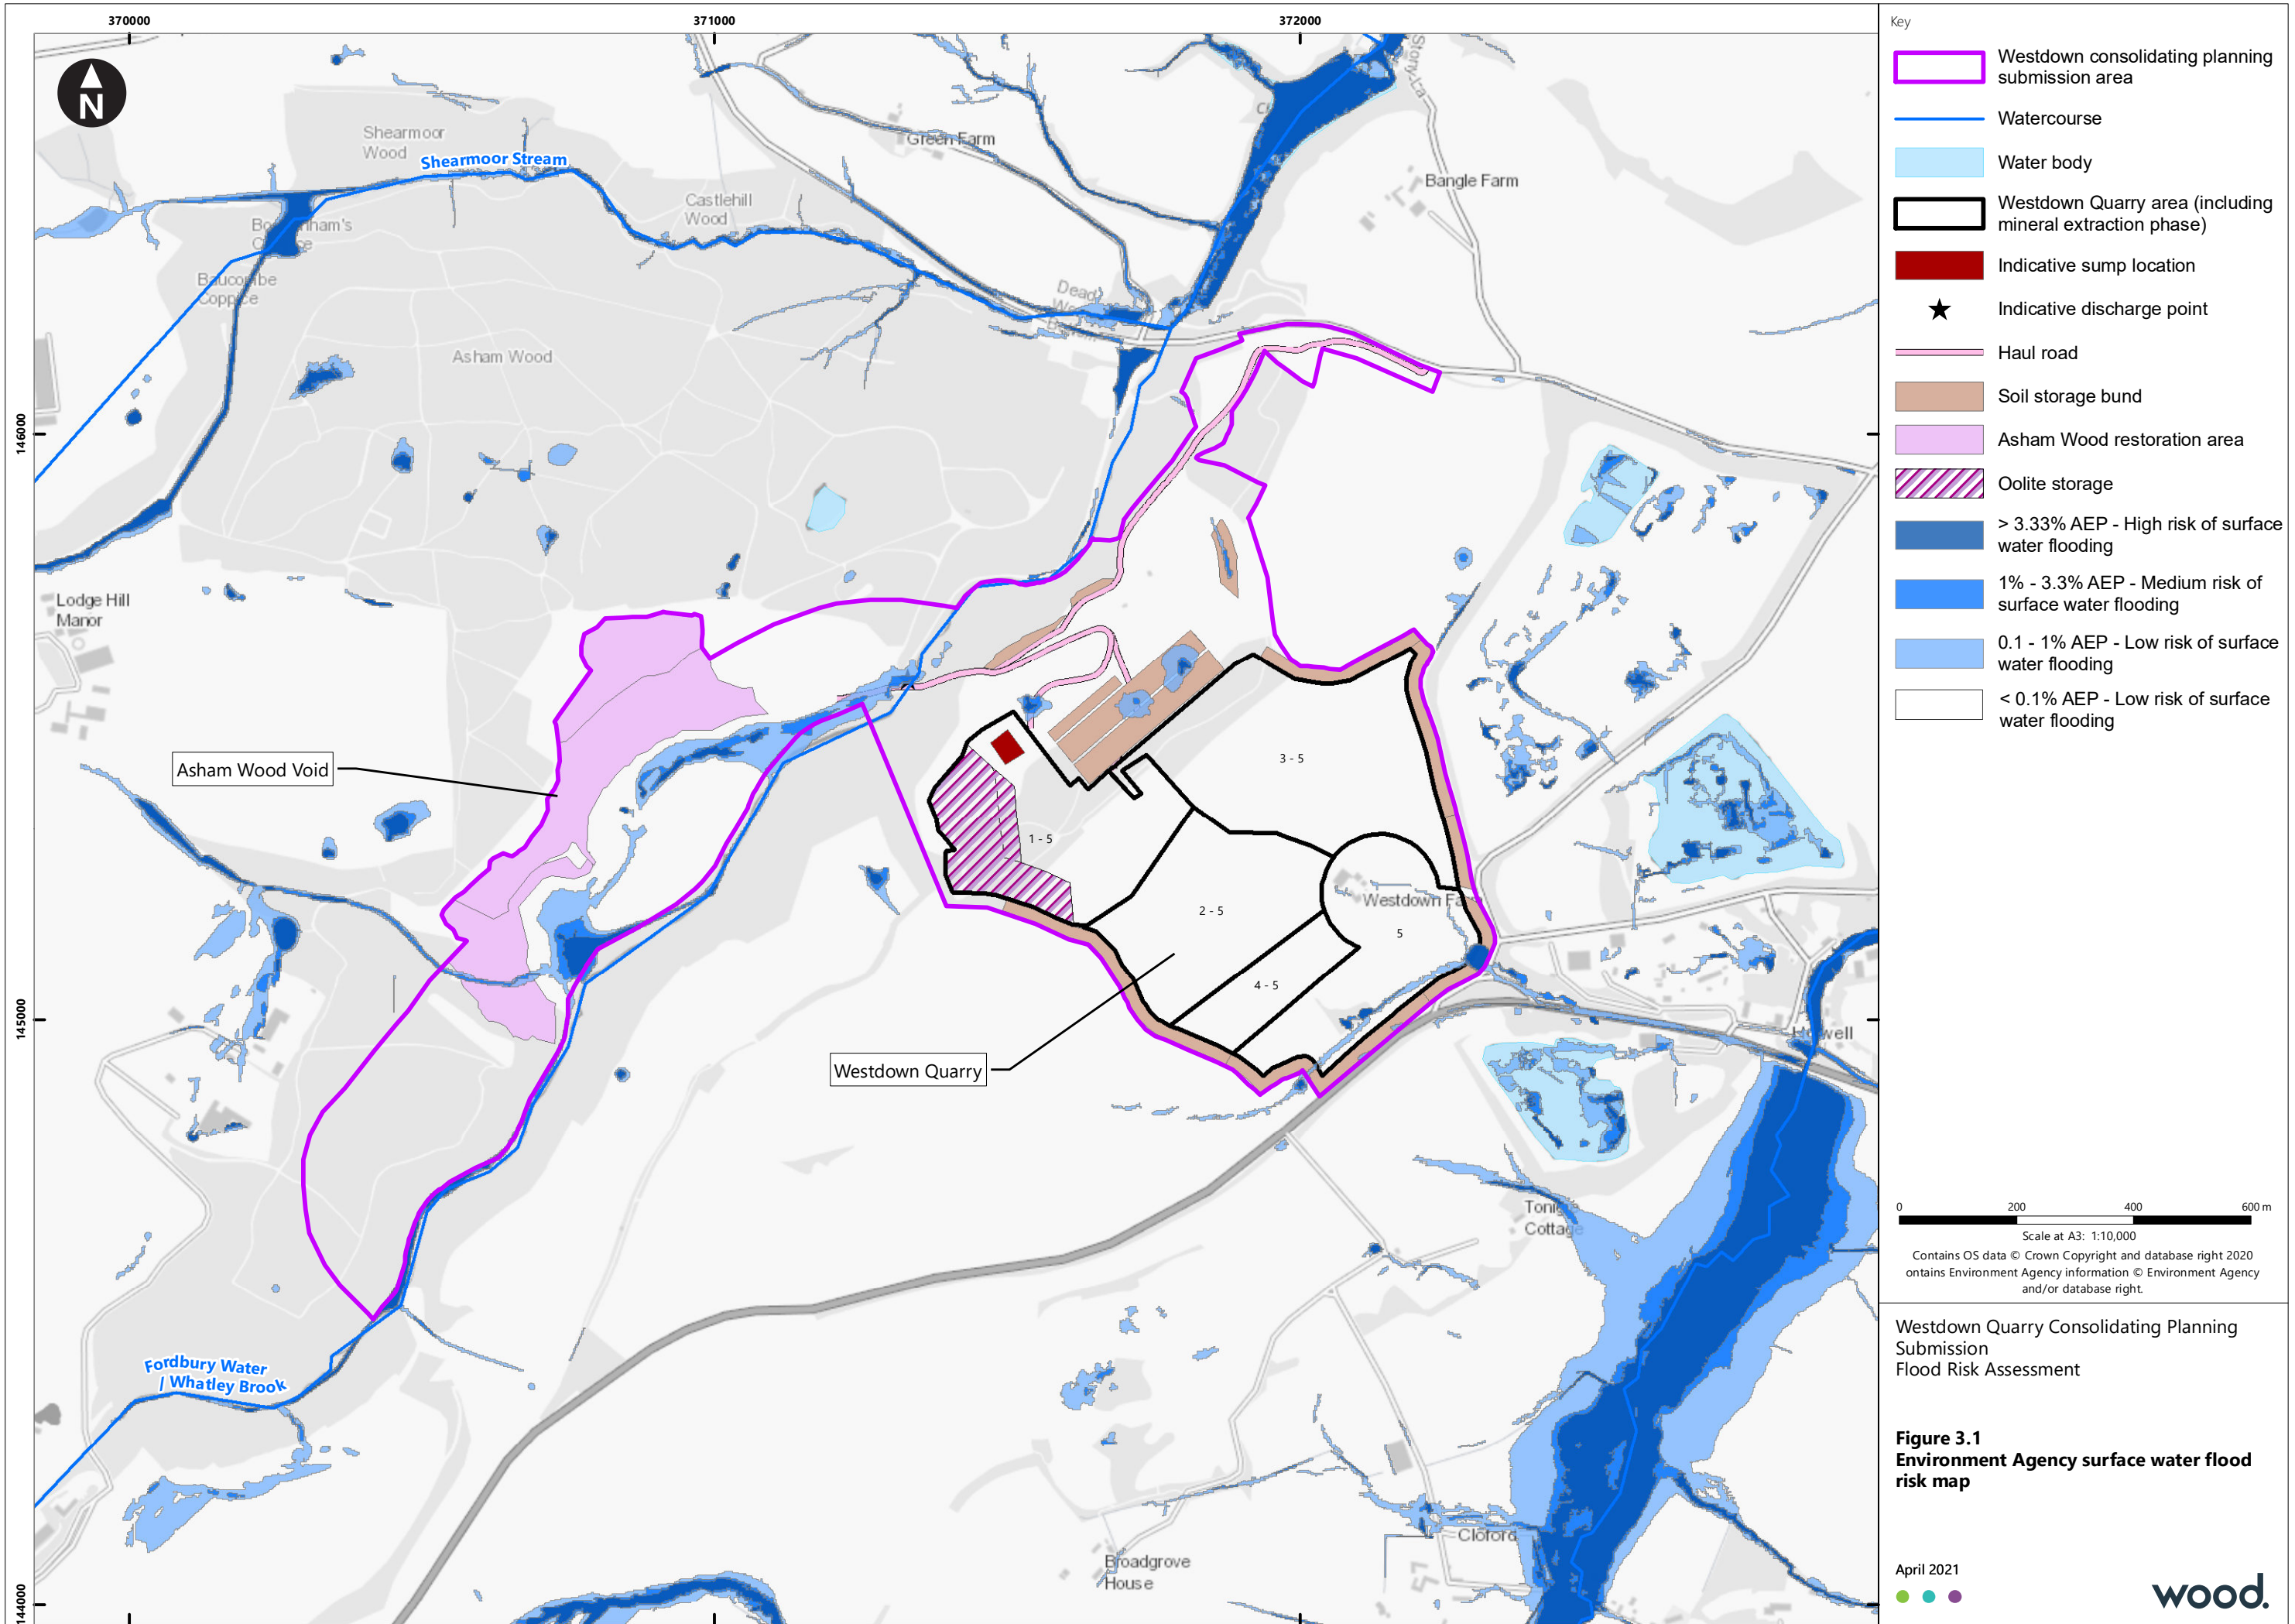 370000
371000
372000
146000
145000
144000
N
Shearmoor
Wood
Shearmoor Stream
Castlehill
Wood
Green Farm
Stony La
Bangle Farm
Baucombe
Coppice
Asham Wood
Lodge Hill
Manor
Asham Wood Void
3 - 5
1 - 5
2 - 5
Westdown
5
4 - 5
Westdown Quarry
Cottage
Fordbury Water
/ Whatley Brook
Broadgrove
House
Cloford
Key
Westdown consolidating planning
submission area
Watercourse
Water body
Westdown Quarry area (including
mineral extraction phase)
Indicative sump location
Indicative discharge point
Haul road
Soil storage bund
Asham Wood restoration area
Oolite storage
> 3.33% AEP - High risk of surface
water flooding
1% - 3.3% AEP - Medium risk of
surface water flooding
0.1 - 1% AEP - Low risk of surface
water flooding
< 0.1% AEP - Low risk of surface
water flooding
0 200 400 600 m
Scale at A3: 1:10,000
Contains OS data © Crown Copyright and database right 2020
ontains Environment Agency information © Environment Agency
and/or database right.
Westdown Quarry Consolidating Planning
Submission
Flood Risk Assessment
Figure 3.1
Environment Agency surface water flood
risk map
April 2021
wood.